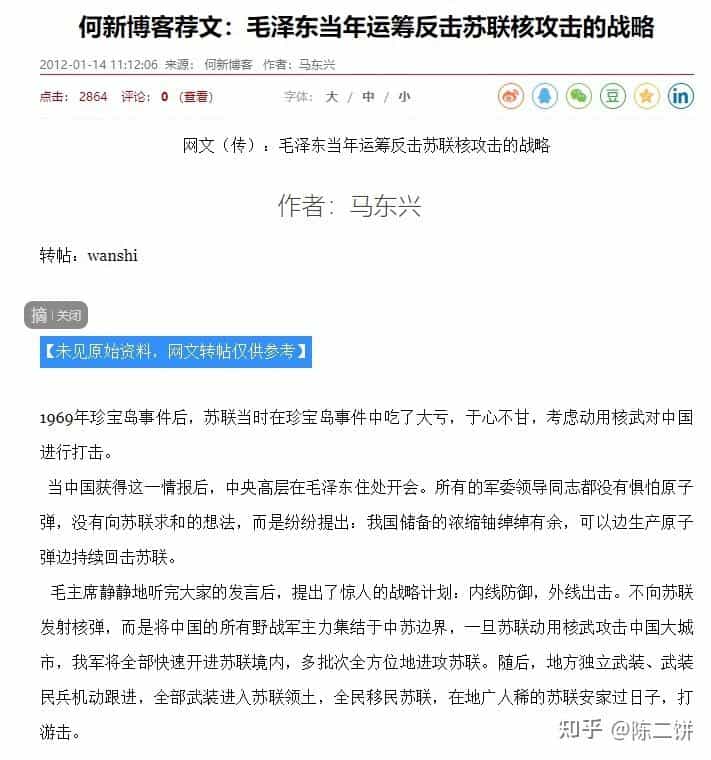 何新博客荐文：毛泽东当年运筹反击苏联核攻击的战略
2012-01-14 11:12:06 来源： 何新博客 作者：马东兴
点击： 2864 评论： 0 (查看) 字体： 大 / 中 / 小
豆 in
网文（传）：毛泽东当年运筹反击苏联核攻击的战略
作者：马东兴
转帖：wanshi
摘 | 关闭
【未见原始资料，网文转帖仅供参考】
1969年珍宝岛事件后，苏联当时在珍宝岛事件中吃了大亏，于心不甘，考虑动用核武对中国
进行打击。
当中国获得这一情报后，中央高层在毛泽东住处开会。所有的军委领导同志都没有惧怕原子
弹，没有向苏联求和的想法，而是纷纷提出：我国储备的浓缩铀绰绰有余，可以边生产原子
弹边持续回击苏联。
毛主席静静地听完大家的发言后，提出了惊人的战略计划：内线防御，外线出击。不向苏联
发射核弹，而是将中国的所有野战军主力集结于中苏边界，一旦苏联动用核武攻击中国大城
市，我军将全部快速开进苏联境内，多批次全方位地进攻苏联。随后，地方独立武装、武装
民兵机动跟进，全部武装进入苏联领土，全民移民苏联，在地广人稀的苏联安家过日子，打
游击。
知乎 @陈二饼